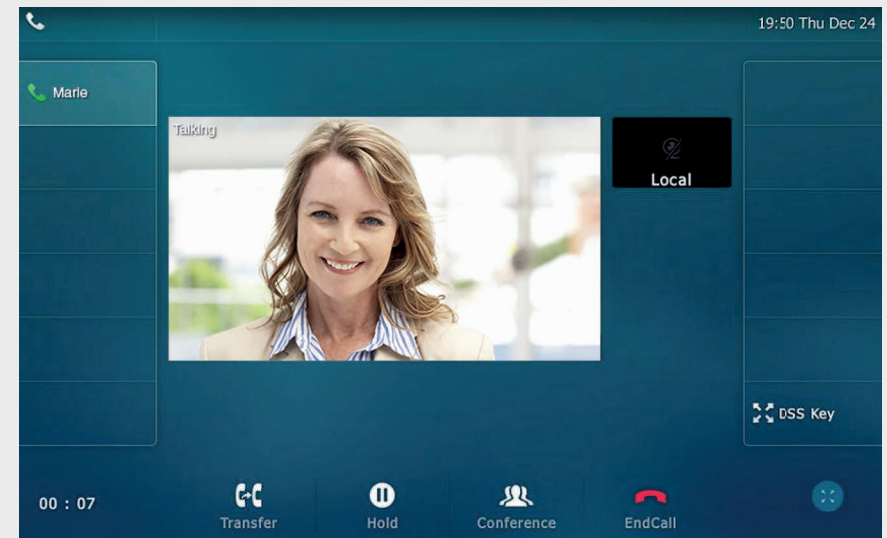 19:50 Thu Dec 24
Marie
Talking
Local
DSS Key
00 : 07
Transfer
Hold
Conference
EndCall